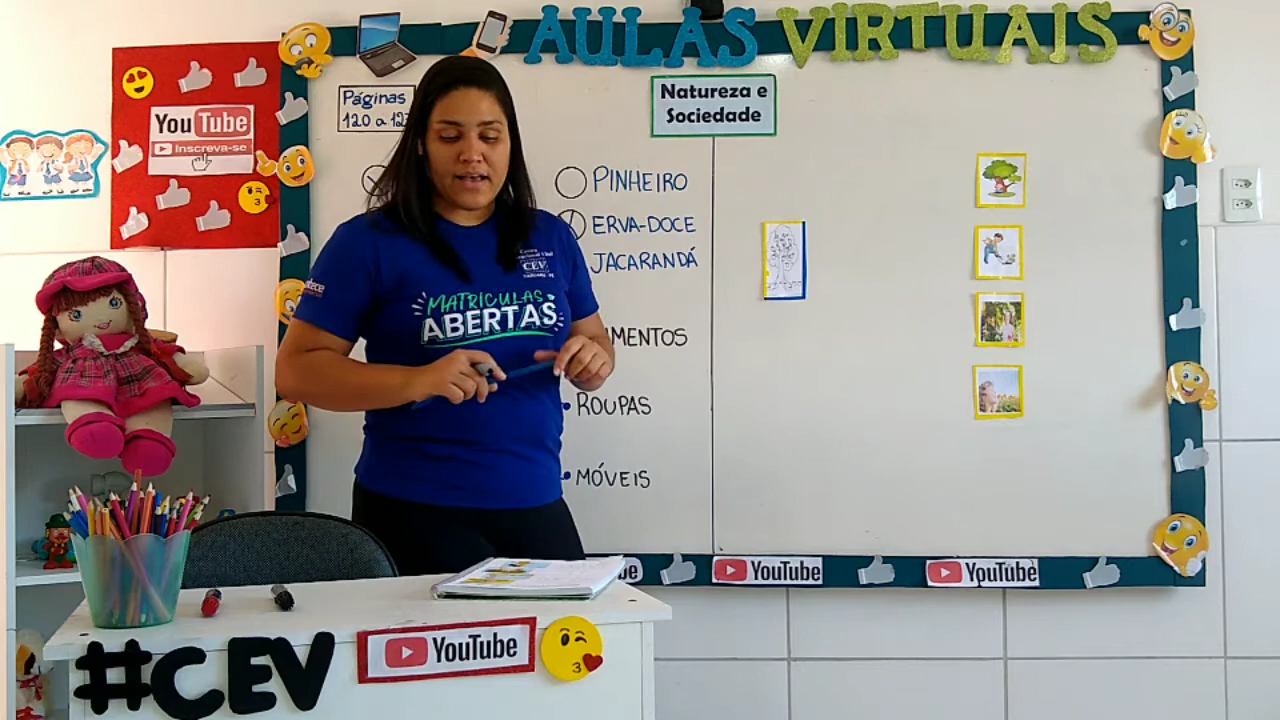 AULAS VIRTUAIS
YouTube
Inscreva-se
Páginas
120 a
Natureza e
Sociedade
PINHEIRO
ERVA-DOCE
JACARANDÁ
MENTOS
ROUPAS
MÓVEIS
CEV
MATRÍCULAS
ABERTAS
YouTube
YouTube
#CEV
YouTube